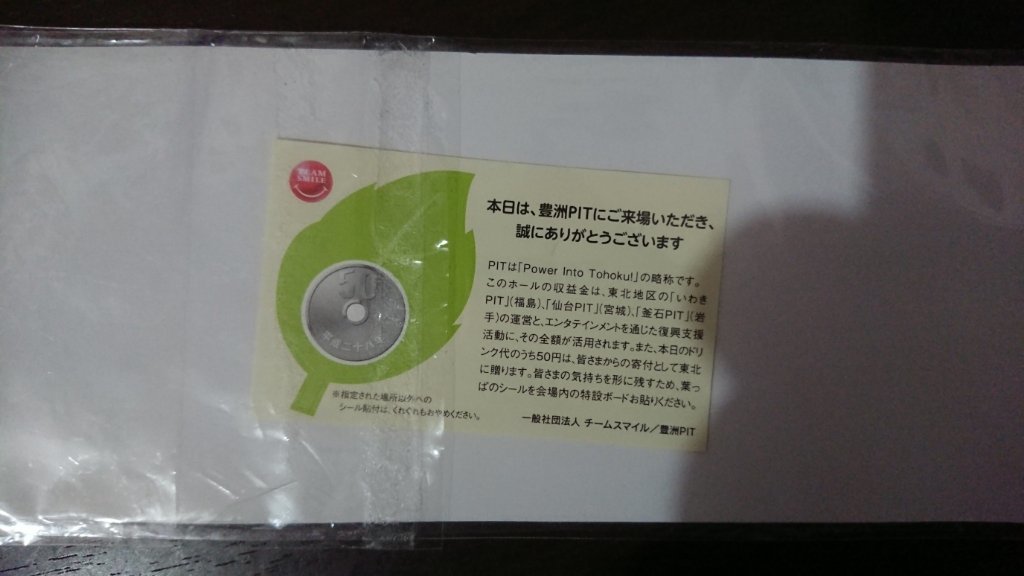 TEAM
SMILE
本日は、豊洲PITにご来場いただき、
誠にありがとうございます
PITは「Power Into Tohoku!」の略称です。
このホールの収益金は、東北地区の「いわき
PIT」(福島)、「仙台PIT」(宮城)、「釜石PIT」(岩
手)の運営と、エンタテインメントを通じた復興支援
活動に、その全額が活用されます。また、本日のドリ
ンク代のうち50円は、皆さまからの寄付として東北
に贈ります。皆さまの気持ちを形に残すため、葉っ
ぱのシールを会場内の特設ボードお貼りください。
一般社団法人 チームスマイル/豊洲PIT
50
平成二十八年
※指定された場所以外への
シール貼付は、くれぐれもおやめください。